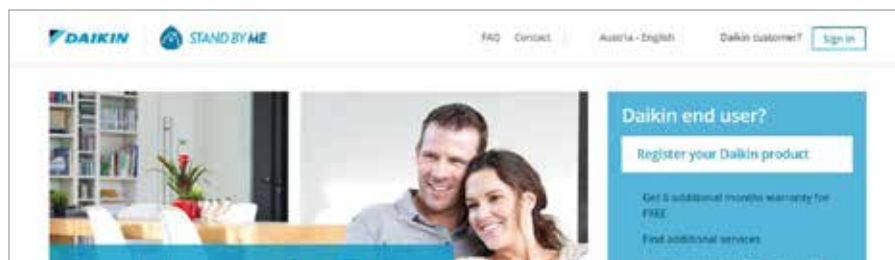 DAIKIN STAND BY ME FAQ Contact Austria - English Daikin customer? Sign in
Daikin end user?
Register your Daikin product
Get 6 additional months warranty for
FREE
Find additional services